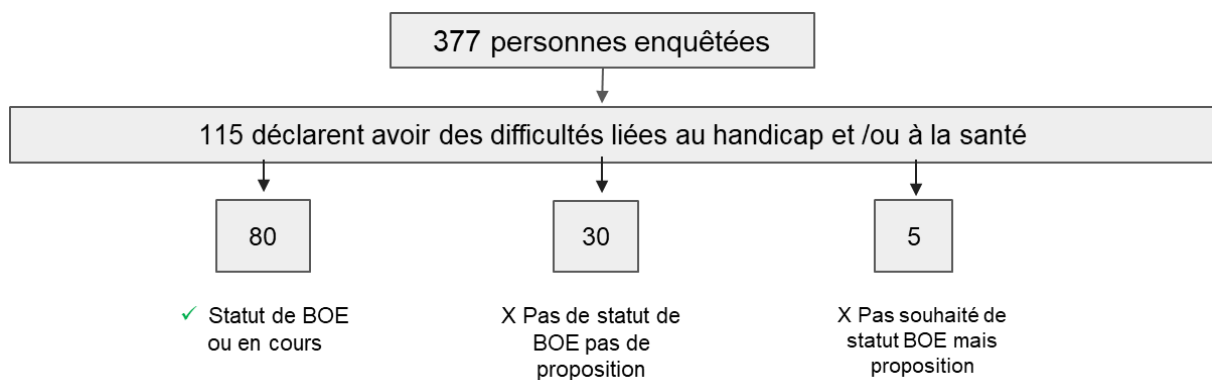 377 personnes enquêtées
115 déclarent avoir des difficultés liées au handicap et /ou à la santé
80
30
5
✓ Statut de BOE
ou en cours
X Pas de statut de
BOE pas de
proposition
X Pas souhaité de
statut BOE mais
proposition